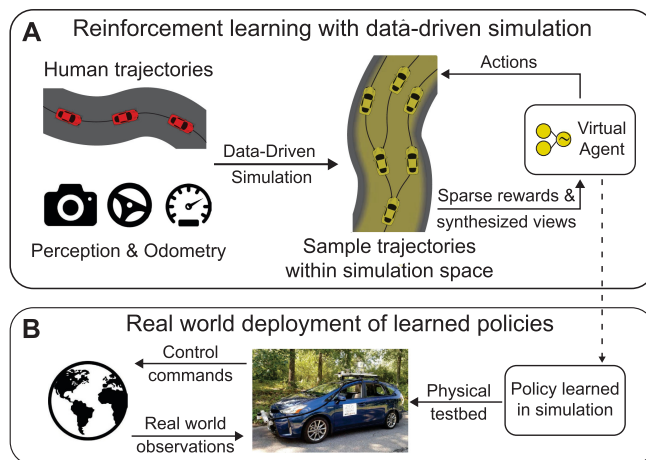 A
Reinforcement learning with data-driven simulation
Human trajectories
Perception & Odometry
Data-Driven
Simulation
Sample trajectories
within simulation space
Actions
Virtual
Agent
Sparse rewards &
synthesized views
B
Real world deployment of learned policies
Control
commands
Real world
observations
Physical
testbed
Policy learned
in simulation